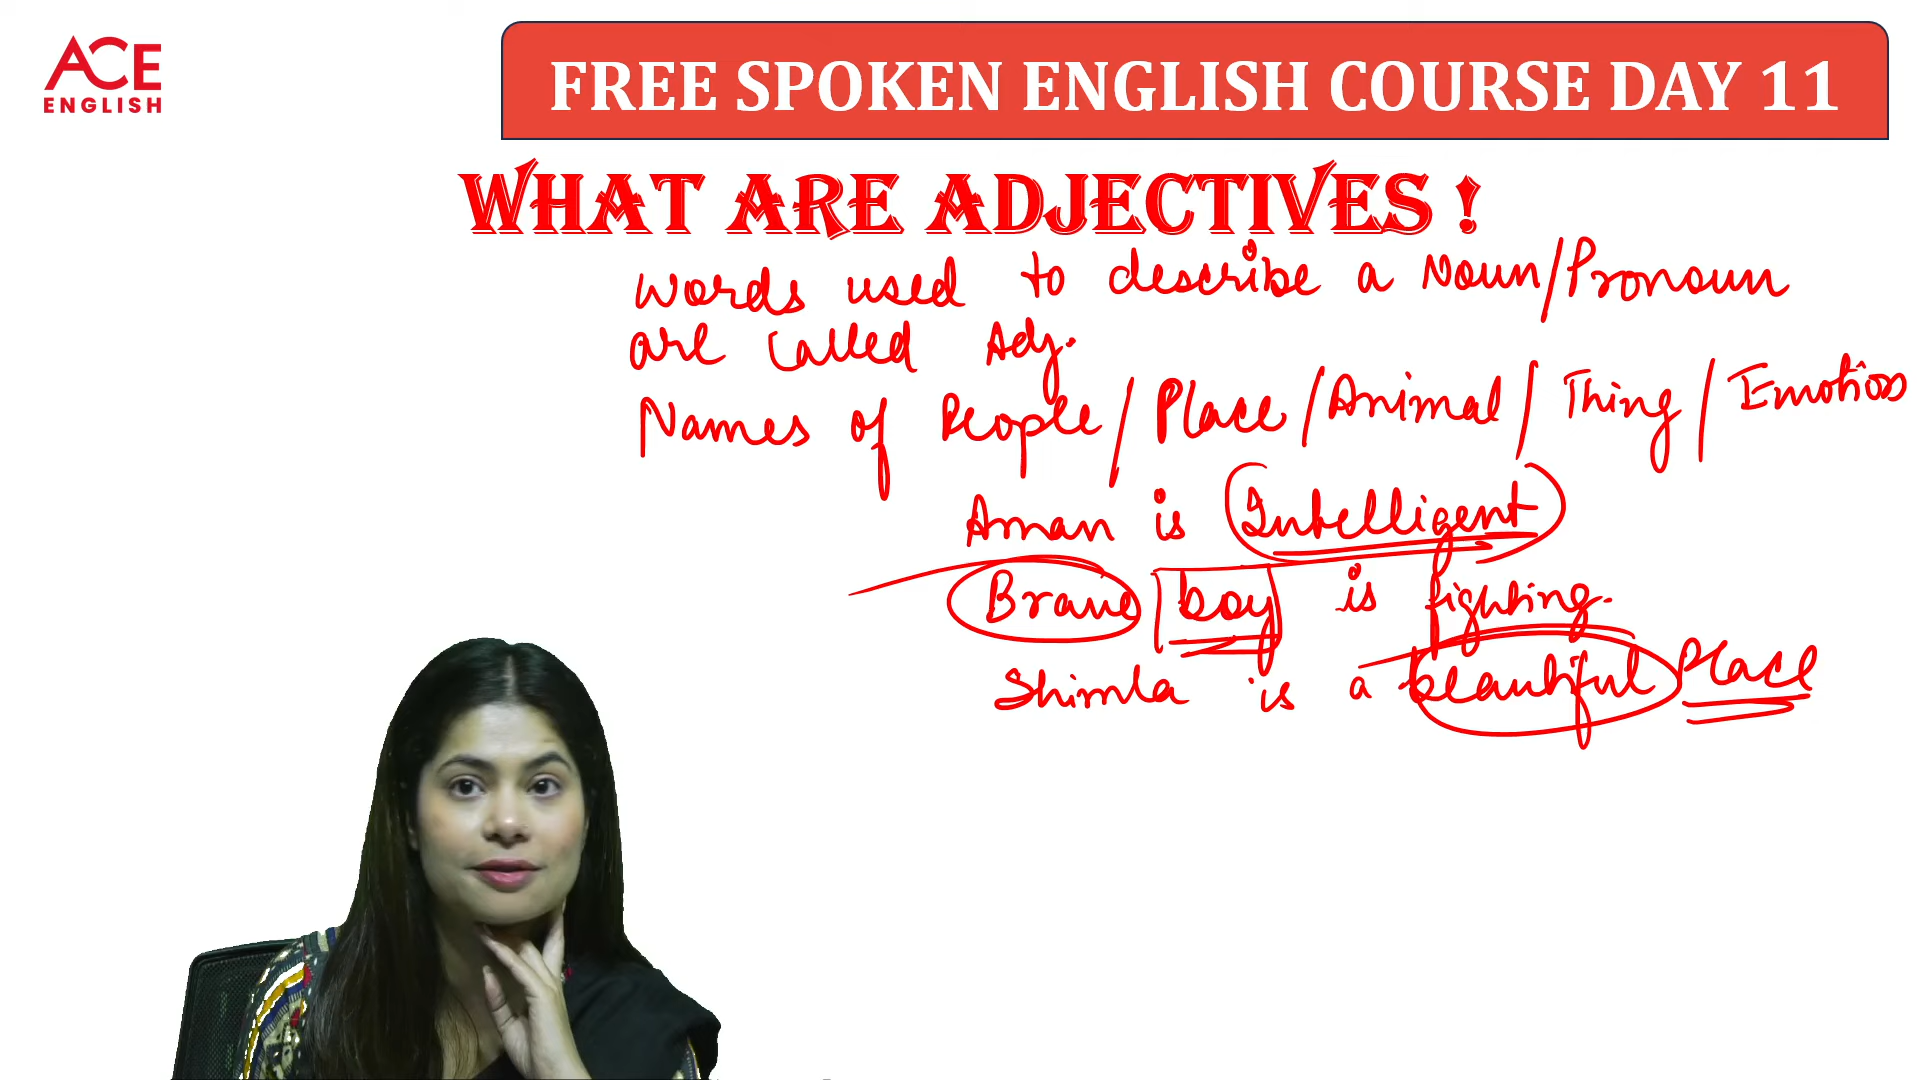 ACE
ENGLISH
FREE SPOKEN ENGLISH COURSE DAY 11
WHAT ARE ADJECTIVES !
Words used to describe a Noun/Pronoun
are called Adj.
Names of People/Place/Animal/Thing/Emotions
Aman is Intelligent
Brave boy is fighting.
Shimla is a beautiful Place